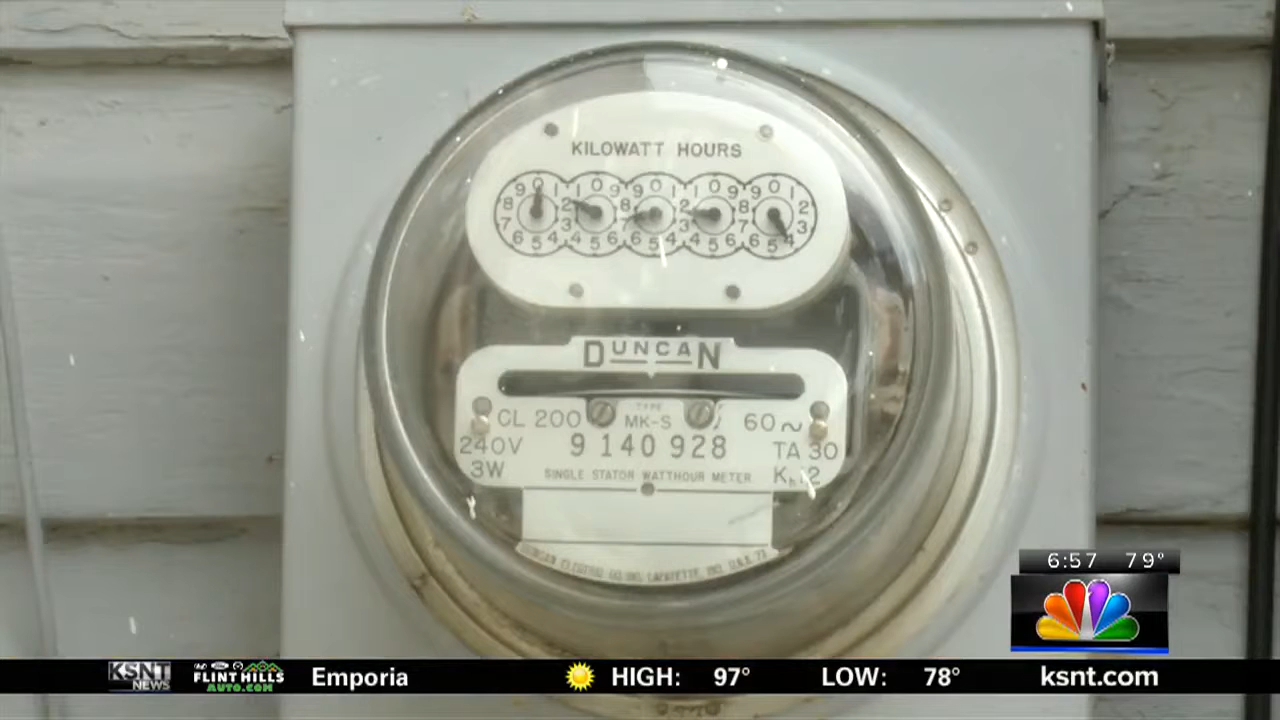 KILOWATT HOURS
DUNCAN
CL 200
TYPE
MK-S
60~
240V
9 140 928
TA 30
3W
SINGLE STATOR WATTHOUR METER
6:57 79°
KSNT NEWS
FLINT HILLS
AUTO.COM
Emporia
HIGH: 97°
LOW: 78°
ksnt.com